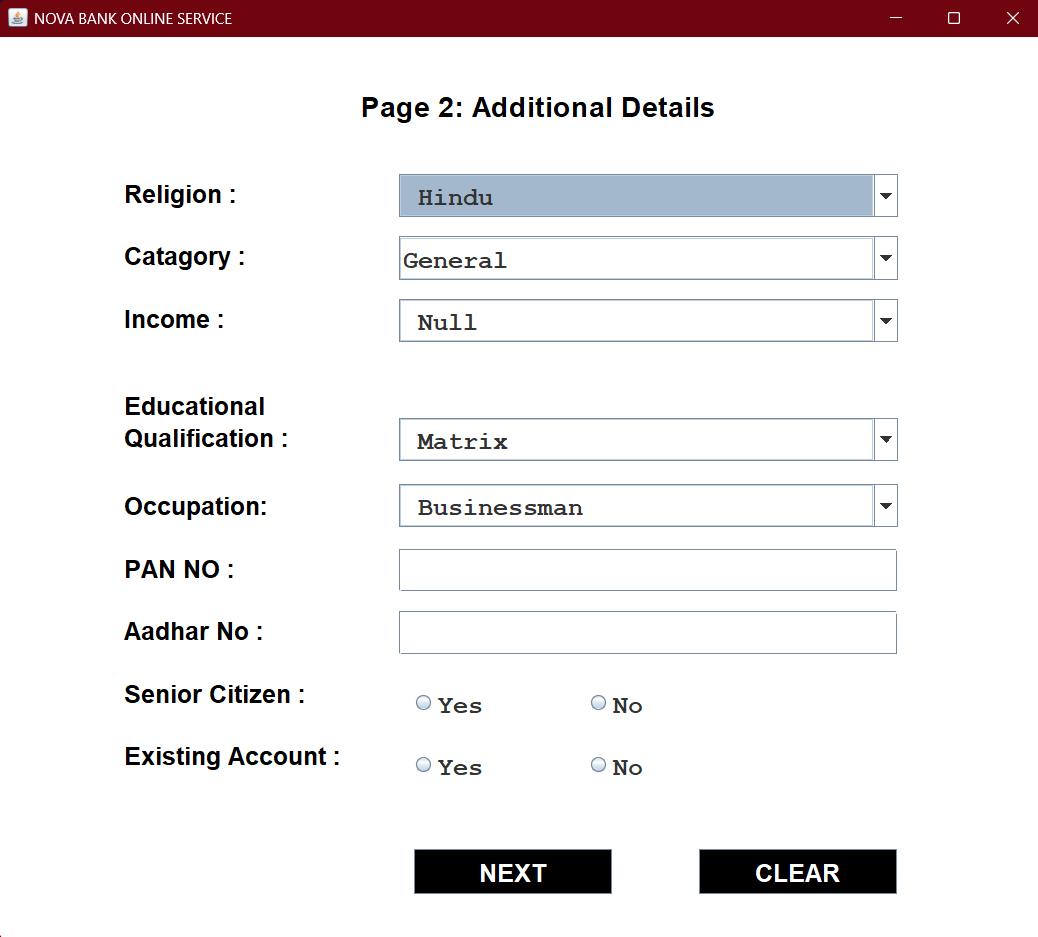 NOVA BANK ONLINE SERVICE
Page 2: Additional Details
Religion : Hindu
Catagory : General
Income : Null
Educational
Qualification : Matrix
Occupation: Businessman
PAN NO :
Aadhar No :
Senior Citizen : Yes No
Existing Account : Yes No
NEXT CLEAR